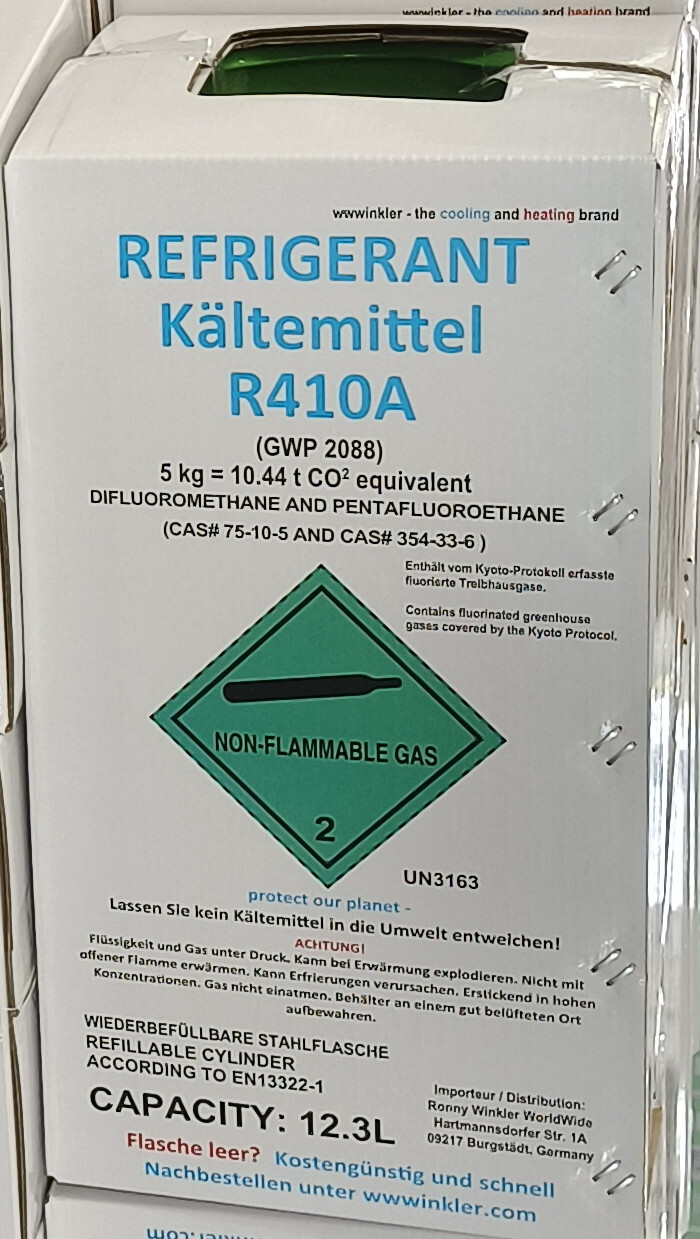 wwwinkler - the cooling and heating brand
wwwinkler - the cooling and heating brand
REFRIGERANT
Kältemittel
R410A
(GWP 2088)
5 kg = 10.44 t CO² equivalent
DIFLUOROMETHANE AND PENTAFLUOROETHANE
(CAS# 75-10-5 AND CAS# 354-33-6 )
Enthält vom Kyoto-Protokoll erfasste
fluorierte Treibhausgase.
Contains fluorinated greenhouse
gases covered by the Kyoto Protocol.
NON-FLAMMABLE GAS
2
UN3163
protect our planet -
Lassen Sie kein Kältemittel in die Umwelt entweichen!
ACHTUNG!
Flüssigkeit und Gas unter Druck. Kann bei Erwärmung explodieren. Nicht mit
offener Flamme erwärmen. Kann Erfrierungen verursachen. Erstickend in hohen
Konzentrationen. Gas nicht einatmen. Behälter an einem gut belüfteten Ort
aufbewahren.
WIEDERBEFÜLLBARE STAHLFLASCHE
REFILLABLE CYLINDER
ACCORDING TO EN13322-1
CAPACITY: 12.3L
Importeur / Distribution:
Ronny Winkler WorldWide
Hartmannsdorfer Str. 1A
09217 Burgstädt, Germany
Flasche leer? Kostengünstig und schnell
Nachbestellen unter wwwinkler.com